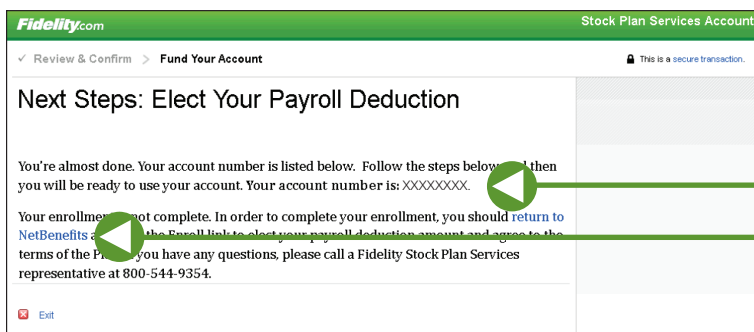 Fidelity.com
Stock Plan Services Account
✓ Review & Confirm > Fund Your Account
This is a secure transaction.
Next Steps: Elect Your Payroll Deduction
You're almost done. Your account number is listed below. Follow the steps below then
you will be ready to use your account. Your account number is: XXXXXXXX.
Your enrollment not complete. In order to complete your enrollment, you should return to
NetBenefits the Enroll link to elect your payroll deduction amount and agree to the
terms of the you have any questions, please call a Fidelity Stock Plan Services
representative at 800-544-9354.
Exit